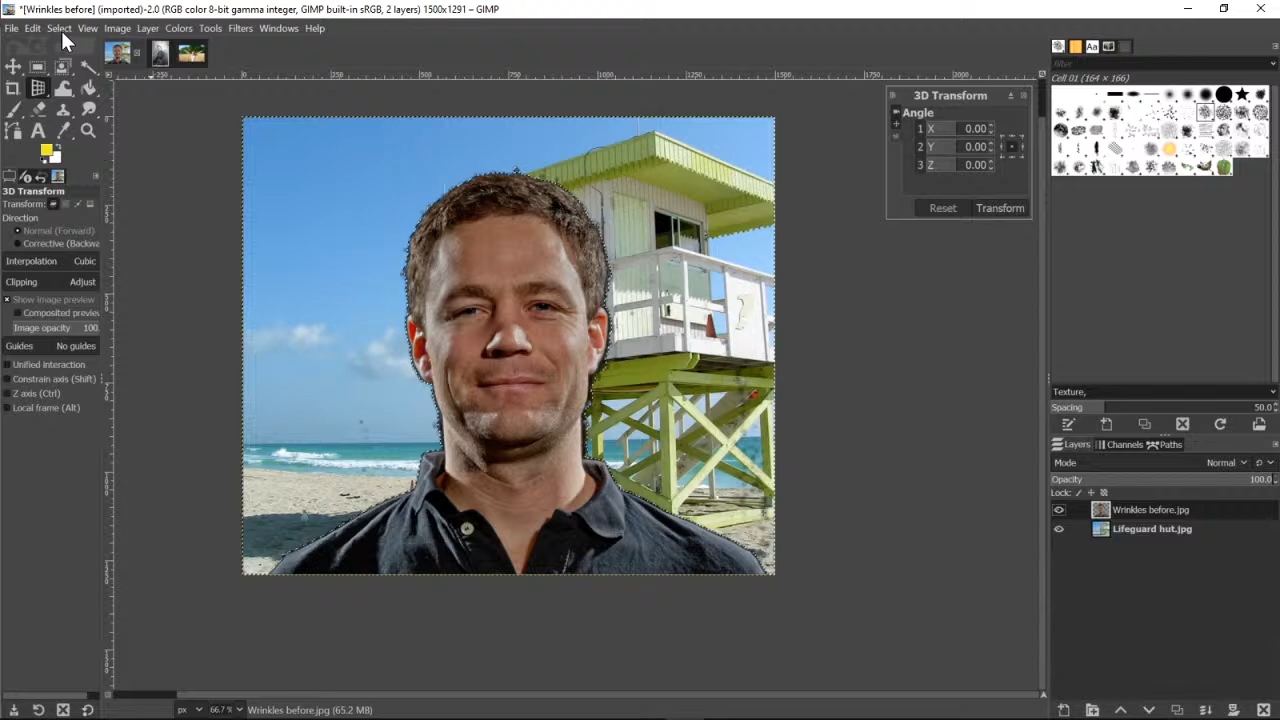 *[Wrinkles before] (imported)-2.0 (RGB color 8-bit gamma integer, GIMP built-in sRGB, 2 layers) 1500x1291 – GIMP
File Edit Select View Image Layer Colors Tools Filters Windows Help
filter
Cell 01 (164 × 166)
-250 0 250 500 750 1000 1250 1500 1750 2000
3D Transform
Angle
1 X 0.00
2 Y 0.00
3 Z 0.00
Reset Transform
3D Transform
Transform:
Direction
Normal (Forward)
Corrective (Backwa
Interpolation Cubic
Clipping Adjust
Show image preview
Composited previe
Image opacity 100.
Guides No guides
Unified interaction
Constrain axis (Shift)
Z axis (Ctrl)
Local frame (Alt)
Texture,
Spacing 50.0
Layers Channels Paths
Mode Normal
Opacity 100.0
Lock:
Wrinkles before.jpg
Lifeguard hut.jpg
px 66.7 % Wrinkles before.jpg (65.2 MB)